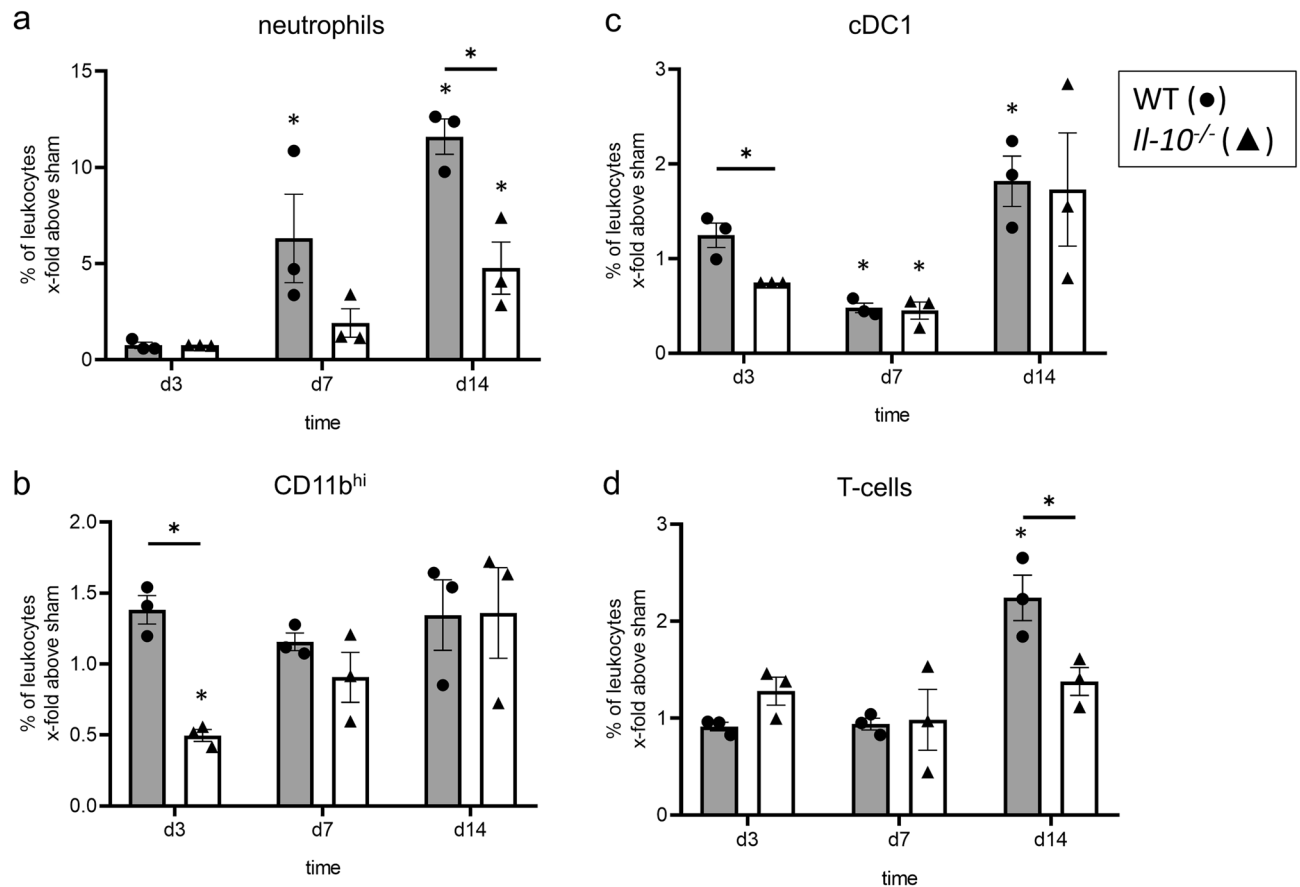 a
neutrophils
*
*
*
*
15
10
5
0
% of leukocytes
x-fold above sham
d3
d7
d14
time
c
cDC1
*
*
*
*
3
2
1
0
% of leukocytes
x-fold above sham
d3
d7
d14
time
WT (●)
Il-10-/- (▲)
b
CD11bhi
*
*
2.0
1.5
1.0
0.5
0.0
% of leukocytes
x-fold above sham
d3
d7
d14
time
d
T-cells
*
*
3
2
1
0
% of leukocytes
x-fold above sham
d3
d7
d14
time